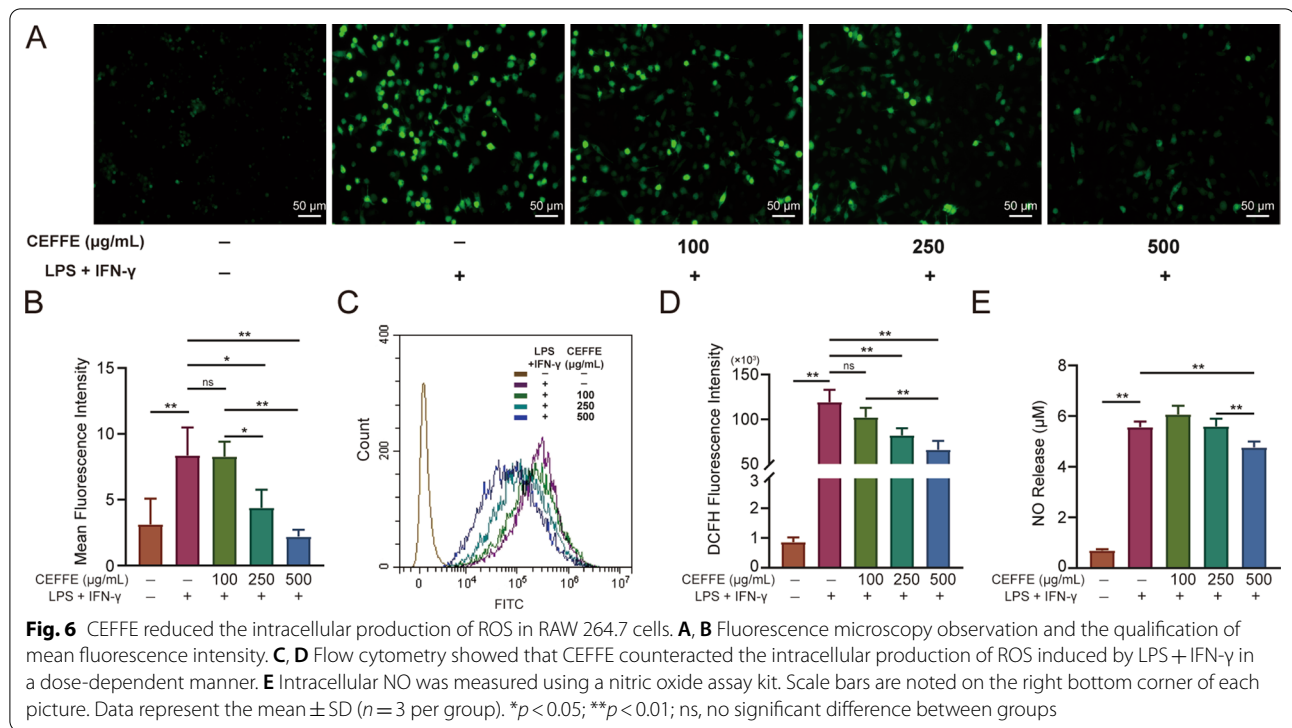 A
50 µm 50 µm 50 µm 50 µm 50 µm
CEFFE (µg/mL) – – 100 250 500
LPS + IFN-γ – + + + +
B
** 
*
ns
** **
*
15
10
5
0
Mean Fluorescence Intensity
CEFFE (µg/mL) – – 100 250 500
LPS + IFN-γ – + + + +
C
400
200
0
Count
LPS CEFFE
+IFN-γ (µg/mL)
– –
+ –
+ 100
+ 250
+ 500
0 10⁴ 10⁵ 10⁶ 10⁷
FITC
D
(×10³)
**
**
ns
** **
150
100
50
3
2
1
0
DCFH Fluorescence Intensity
CEFFE (µg/mL) – – 100 250 500
LPS + IFN-γ – + + + +
E
**
** **
8
6
4
2
0
NO Release (µM)
CEFFE (µg/mL) – – 100 250 500
LPS + IFN-γ – + + + +
Fig. 6 CEFFE reduced the intracellular production of ROS in RAW 264.7 cells. A, B Fluorescence microscopy observation and the qualification of
mean fluorescence intensity. C, D Flow cytometry showed that CEFFE counteracted the intracellular production of ROS induced by LPS + IFN-γ in
a dose-dependent manner. E Intracellular NO was measured using a nitric oxide assay kit. Scale bars are noted on the right bottom corner of each
picture. Data represent the mean ± SD (n = 3 per group). *p < 0.05; **p < 0.01; ns, no significant difference between groups